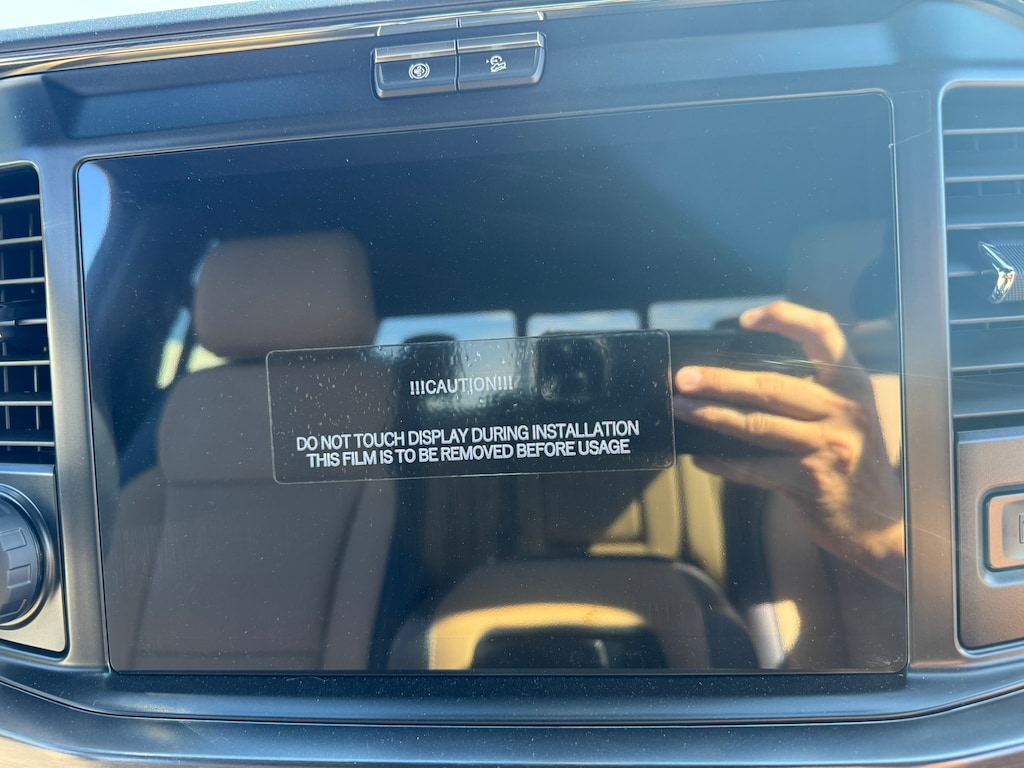 !!!CAUTION!!!
DO NOT TOUCH DISPLAY DURING INSTALLATION
THIS FILM IS TO BE REMOVED BEFORE USAGE